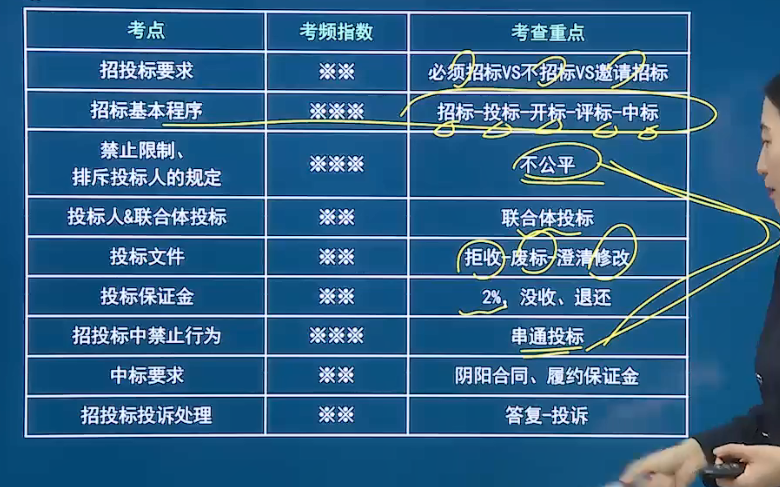 考点 考频指数 考查重点
招投标要求 ※※ 必须招标VS不招标VS邀请招标
招标基本程序 ※※※ 招标-投标-开标-评标-中标
禁止限制、
排斥投标人的规定 ※※※ 不公平
投标人&联合体投标 ※※ 联合体投标
投标文件 ※※ 拒收-废标-澄清修改
投标保证金 ※※ 2%，没收、退还
招投标中禁止行为 ※※※ 串通投标
中标要求 ※※ 阴阳合同、履约保证金
招投标投诉处理 ※※ 答复-投诉